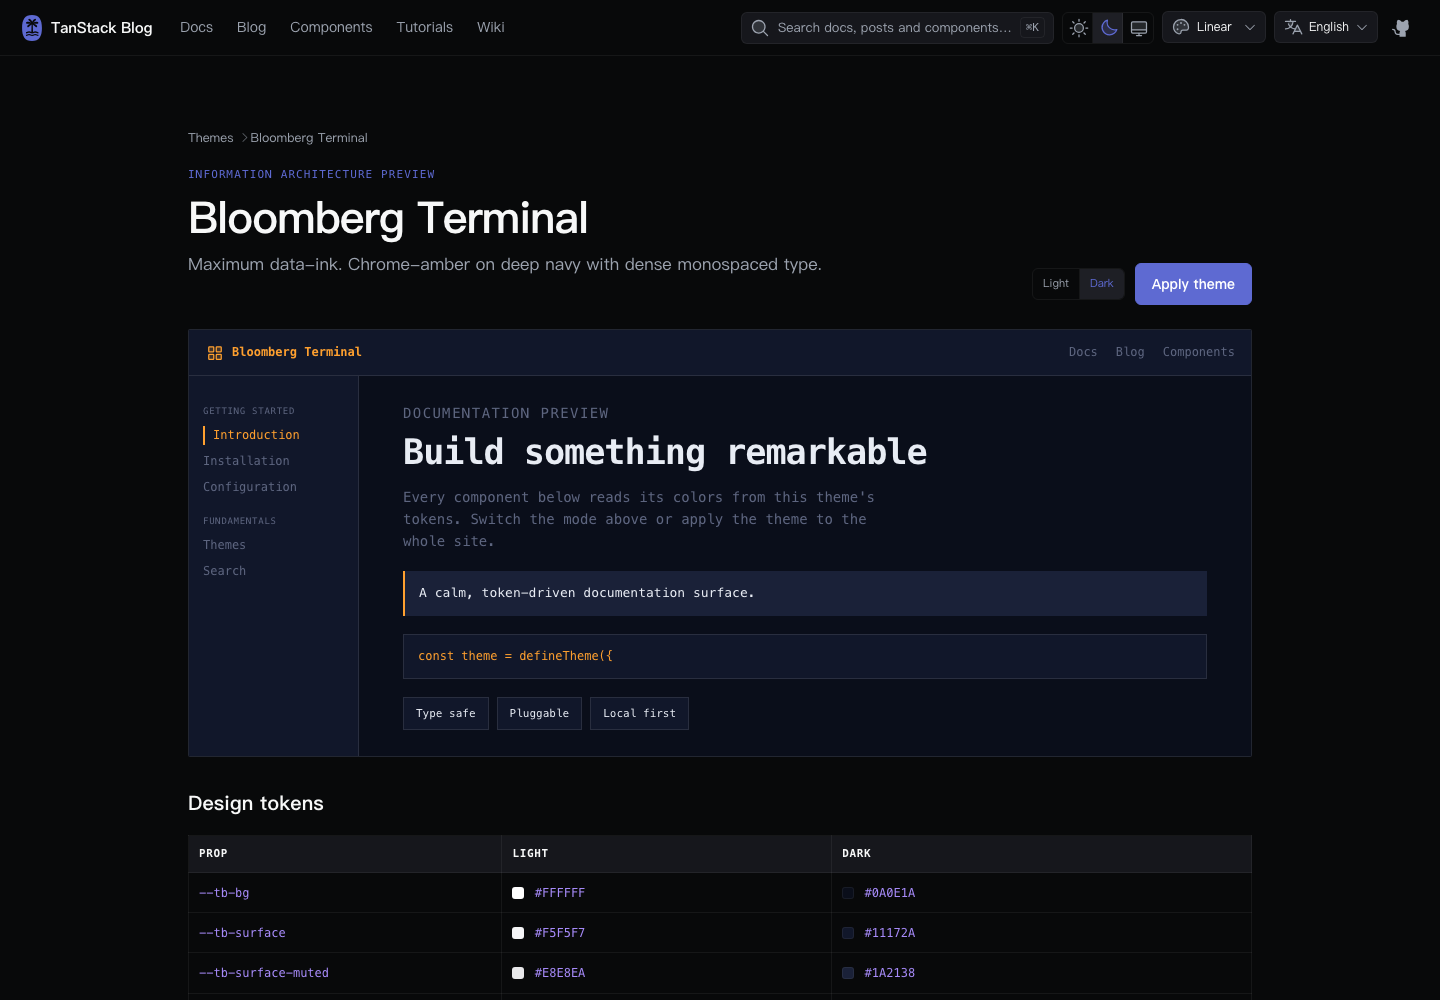 TanStack Blog
Docs
Blog
Components
Tutorials
Wiki
Search docs, posts and components...
⌘K
Linear
English
Themes
Bloomberg Terminal
INFORMATION ARCHITECTURE PREVIEW
Bloomberg Terminal
Maximum data-ink. Chrome-amber on deep navy with dense monospaced type.
Light
Dark
Apply theme
Bloomberg Terminal
Docs
Blog
Components
GETTING STARTED
Introduction
Installation
Configuration
FUNDAMENTALS
Themes
Search
DOCUMENTATION PREVIEW
Build something remarkable
Every component below reads its colors from this theme's
tokens. Switch the mode above or apply the theme to the
whole site.
A calm, token-driven documentation surface.
const theme = defineTheme({
Type safe
Pluggable
Local first
Design tokens
PROP LIGHT DARK
--tb-bg #FFFFFF #0A0E1A
--tb-surface #F5F5F7 #11172A
--tb-surface-muted #E8E8EA #1A2138